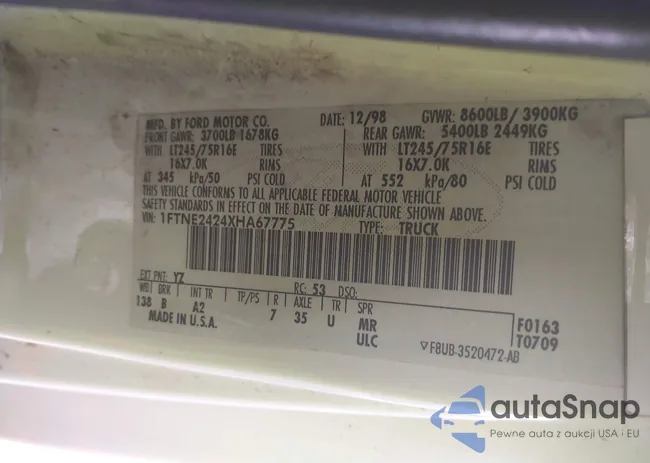 MFD. BY FORD MOTOR CO. DATE: 12/98 GVWR: 8600LB/ 3900KG
FRONT GAWR: 3700LB 1678KG REAR GAWR: 5400LB 2449KG
WITH LT245/75R16E TIRES WITH LT245/75R16E TIRES
16X7.0K RIMS 16X7.0K RIMS
AT 345 kPa/50 PSI COLD AT 552 kPa/80 PSI COLD
THIS VEHICLE CONFORMS TO ALL APPLICABLE FEDERAL MOTOR VEHICLE
SAFETY STANDARDS IN EFFECT ON THE DATE OF MANUFACTURE SHOWN ABOVE.
VIN: 1FTNE2424XHA67775 TYPE: TRUCK
EXT PNT: YZ RC: 53 DSO:
WB BRK INT TR TP/PS R AXLE TR SPR
138 B A2 7 35 U MR F0163
MADE IN U.S.A. ULC T0709
▽F8UB-3520472-AB
autaSnap
Pewne auta z aukcji USA i EU